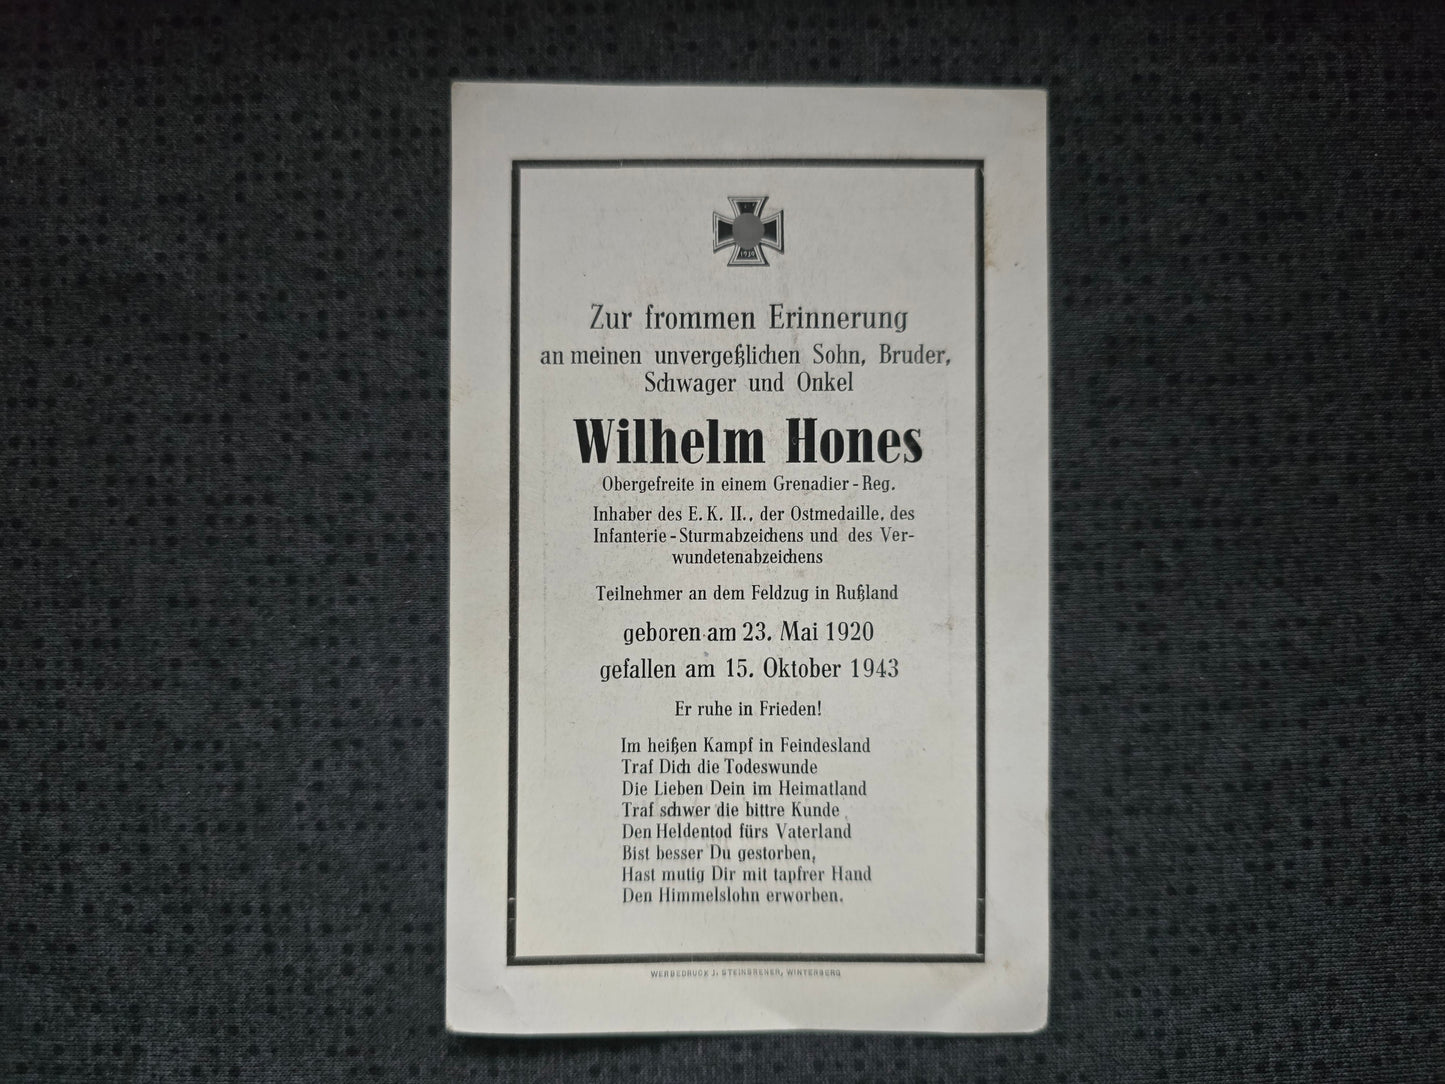 1939
Zur frommen Erinnerung
an meinen unvergeßlichen Sohn, Bruder,
Schwager und Onkel
Wilhelm Hones
Obergefreite in einem Grenadier-Reg.
Inhaber des E. K. II., der Ostmedaille, des
Infanterie-Sturmabzeichens und des Ver-
wundetenabzeichens
Teilnehmer an dem Feldzug in Rußland
geboren am 23. Mai 1920
gefallen am 15. Oktober 1943
Er ruhe in Frieden!
Im heißen Kampf in Feindesland
Traf Dich die Todeswunde
Die Lieben Dein im Heimatland
Traf schwer die bittre Kunde
Den Heldentod fürs Vaterland
Bist besser Du gestorben,
Hast mutig Dir mit tapfrer Hand
Den Himmelslohn erworben.
WERBEDRUCK J. STEINBRENER, WINTERBERG